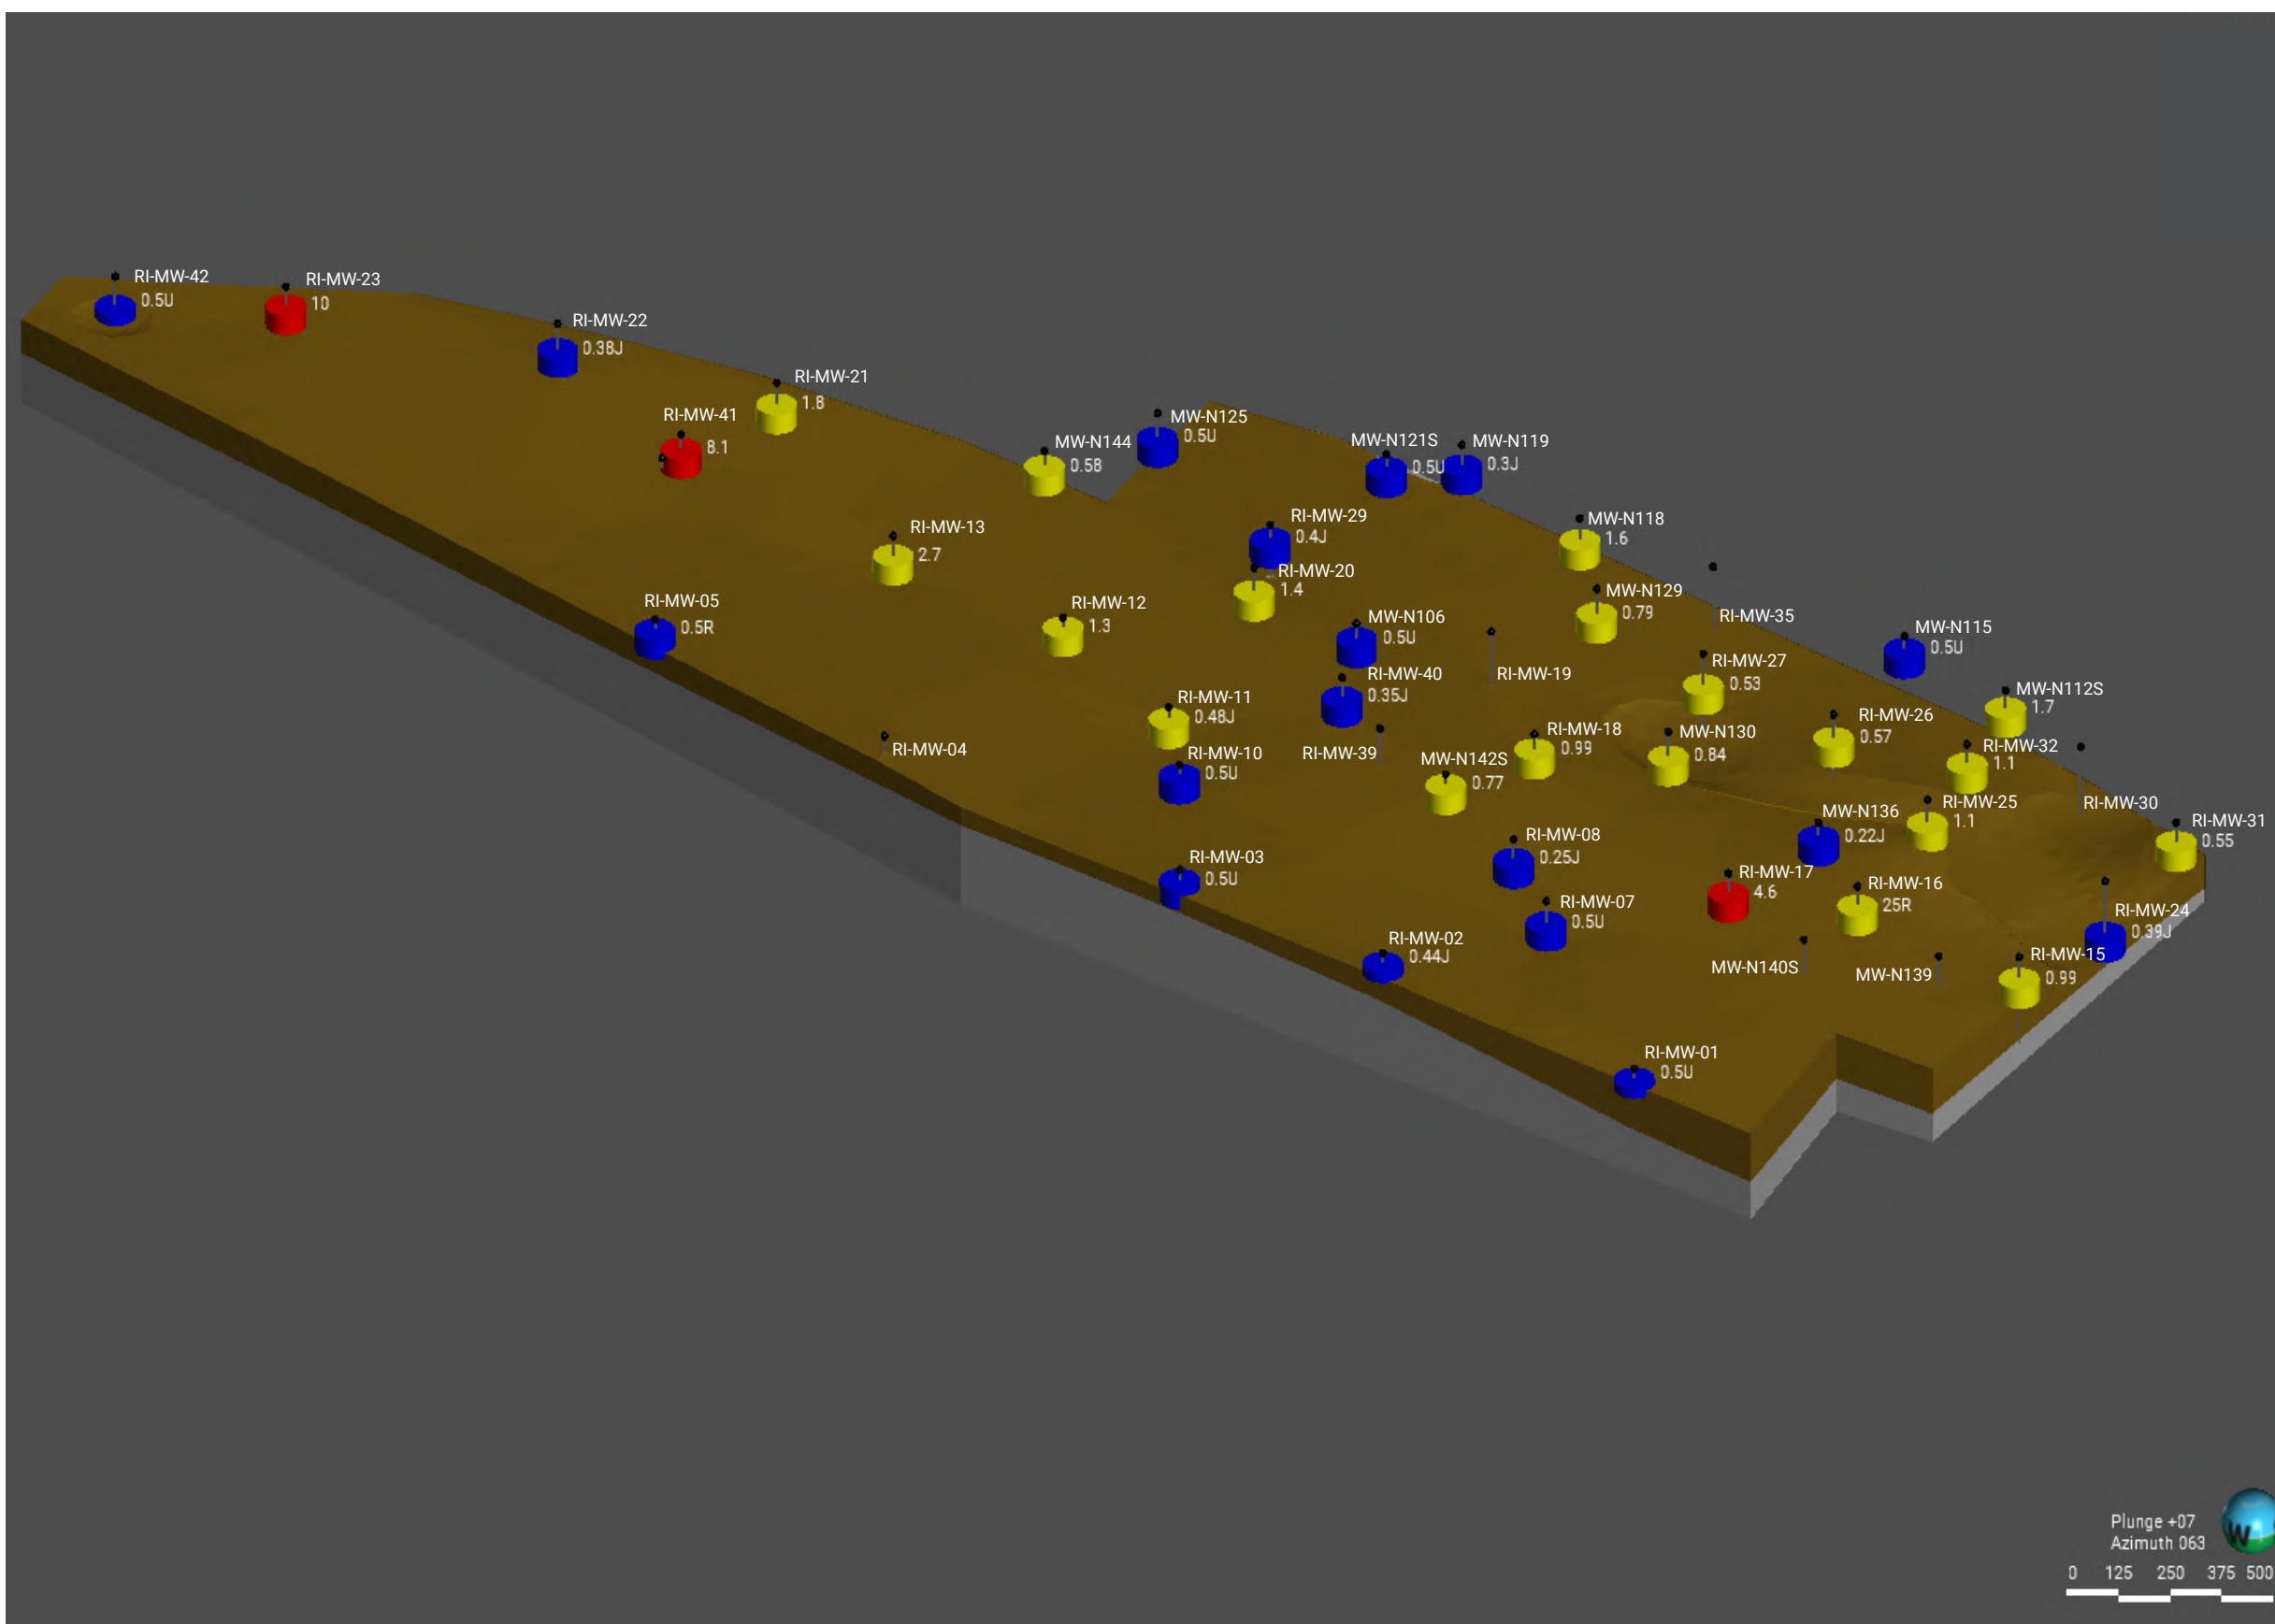 RI-MW-42
0.5U
RI-MW-23
10
RI-MW-22
0.38J
RI-MW-21
1.8
RI-MW-41
8.1
MW-N144
0.58
MW-N125
0.5U
MW-N121S
0.5U
MW-N119
0.3J
RI-MW-13
2.7
RI-MW-29
0.4J
MW-N118
1.6
RI-MW-20
1.4
RI-MW-05
0.5R
RI-MW-12
1.3
MW-N106
0.5U
MW-N129
0.79
RI-MW-35
MW-N115
0.5U
RI-MW-19
RI-MW-40
0.35J
RI-MW-27
0.53
MW-N112S
1.7
RI-MW-11
0.48J
RI-MW-04
RI-MW-39
RI-MW-18
0.99
MW-N130
0.84
RI-MW-26
0.57
RI-MW-32
1.1
RI-MW-10
0.5U
MW-N142S
0.77
RI-MW-30
RI-MW-25
1.1
MW-N136
0.22J
RI-MW-31
0.55
RI-MW-08
0.25J
RI-MW-03
0.5U
RI-MW-17
4.6
RI-MW-16
25R
RI-MW-07
0.5U
RI-MW-24
0.39J
RI-MW-02
0.44J
MW-N140S
MW-N139
RI-MW-15
0.99
RI-MW-01
0.5U
Plunge +07
Azimuth 063
W
0 125 250 375 500